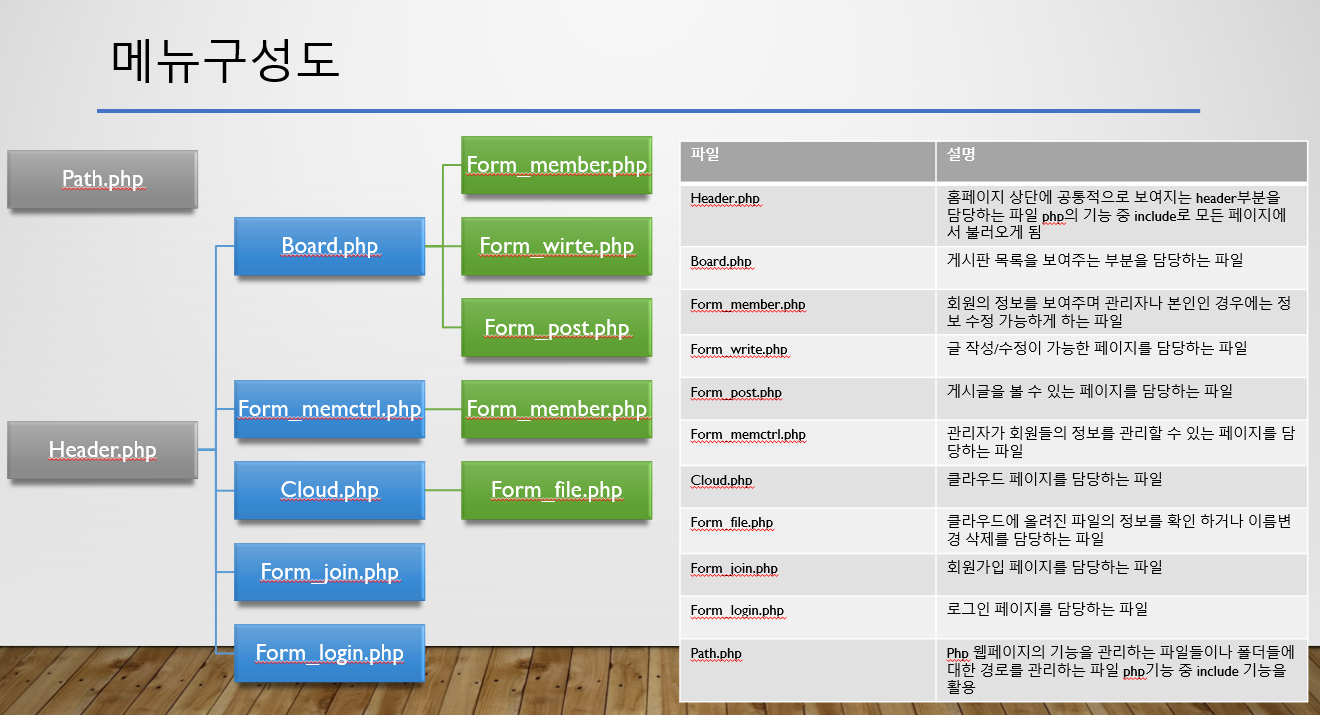 메뉴구성도
Path.php
Header.php
Board.php
Form_memctrl.php
Cloud.php
Form_join.php
Form_login.php
Form_member.php
Form_wirte.php
Form_post.php
Form_member.php
Form_file.php
파일 설명
Header.php 홈페이지 상단에 공통적으로 보여지는 header부분을
담당하는 파일 php의 기능 중 include로 모든 페이지에
서 불러오게 됨
Board.php 게시판 목록을 보여주는 부분을 담당하는 파일
Form_member.php 회원의 정보를 보여주며 관리자나 본인인 경우에는 정
보 수정 가능하게 하는 파일
Form_write.php 글 작성/수정이 가능한 페이지를 담당하는 파일
Form_post.php 게시글을 볼 수 있는 페이지를 담당하는 파일
Form_memctrl.php 관리자가 회원들의 정보를 관리할 수 있는 페이지를 담
당하는 파일
Cloud.php 클라우드 페이지를 담당하는 파일
Form_file.php 클라우드에 올려진 파일의 정보를 확인 하거나 이름변
경 삭제를 담당하는 파일
Form_join.php 회원가입 페이지를 담당하는 파일
Form_login.php 로그인 페이지를 담당하는 파일
Path.php Php 웹페이지의 기능을 관리하는 파일들이나 폴더들에
대한 경로를 관리하는 파일 php기능 중 include 기능을
활용